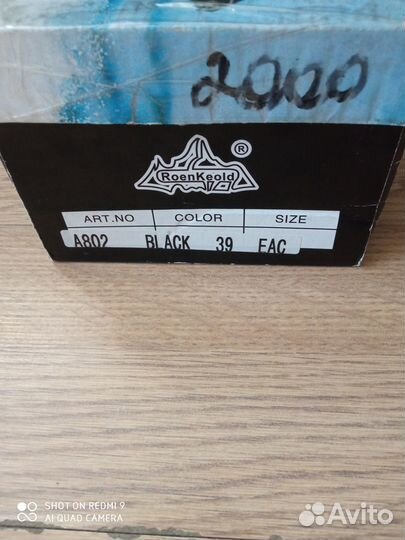 2000
RoenKeold ®
ART.NO COLOR SIZE
A802 BLACK 39 EAC
SHOT ON REDMI 9
AI QUAD CAMERA
Avito